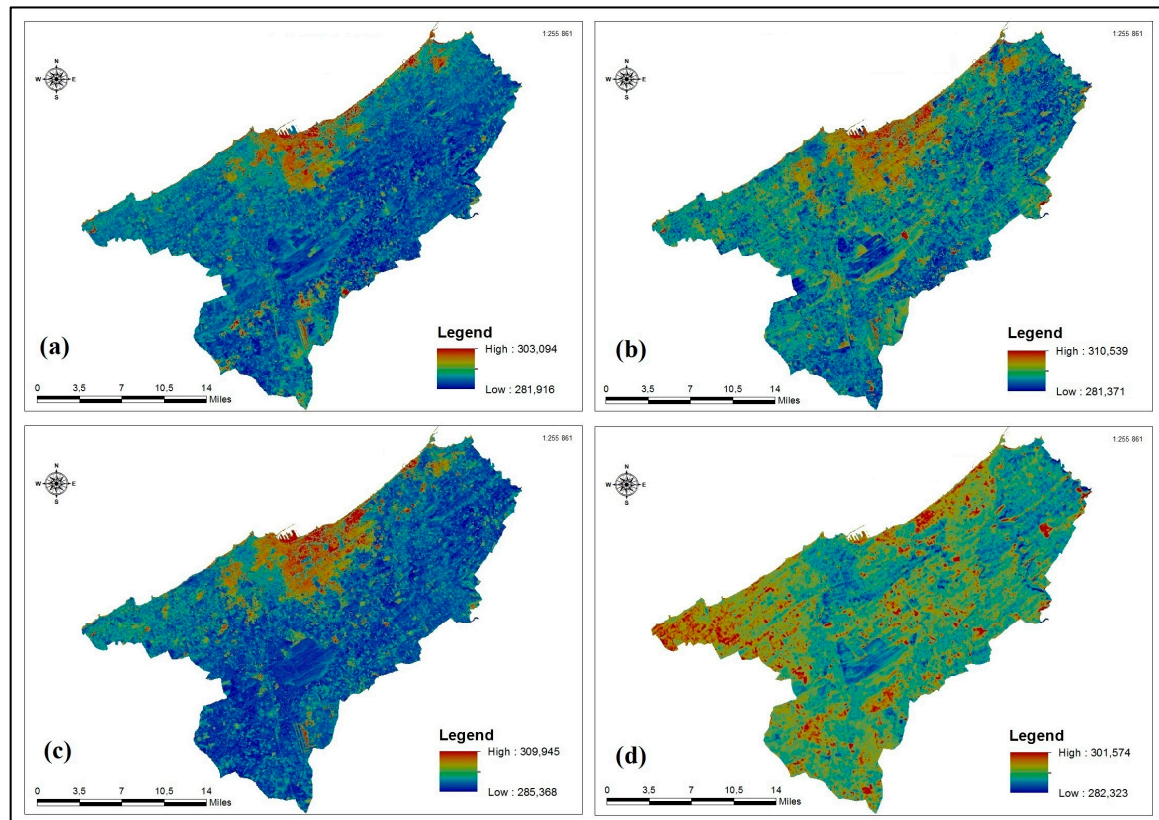 1:255 861
N
W E
S
(a)
Legend
High : 303,094
Low : 281,916
0 3,5 7 10,5 14
Miles
1:255 861
N
W E
S
(b)
Legend
High : 310,539
Low : 281,371
0 3,5 7 10,5 14
Miles
1:255 861
N
W E
S
(c)
Legend
High : 309,945
Low : 285,368
0 3,5 7 10,5 14
Miles
1:255 861
N
W E
S
(d)
Legend
High : 301,574
Low : 282,323
0 3,5 7 10,5 14
Miles